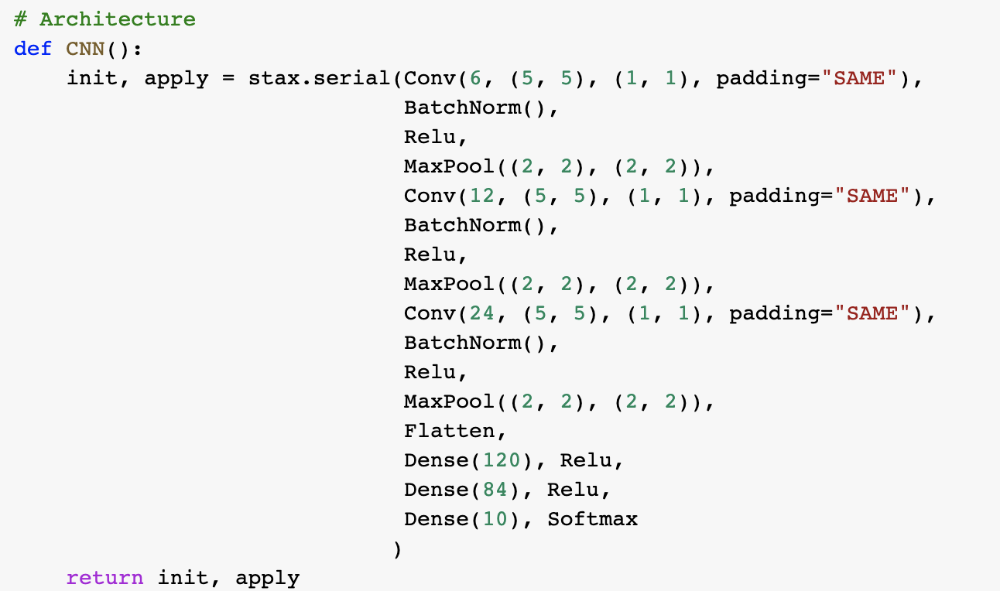 # Architecture
def CNN():
    init, apply = stax.serial(Conv(6, (5, 5), (1, 1), padding="SAME"),
                              BatchNorm(),
                              Relu,
                              MaxPool((2, 2), (2, 2)),
                              Conv(12, (5, 5), (1, 1), padding="SAME"),
                              BatchNorm(),
                              Relu,
                              MaxPool((2, 2), (2, 2)),
                              Conv(24, (5, 5), (1, 1), padding="SAME"),
                              BatchNorm(),
                              Relu,
                              MaxPool((2, 2), (2, 2)),
                              Flatten,
                              Dense(120), Relu,
                              Dense(84), Relu,
                              Dense(10), Softmax
                             )
    return init, apply